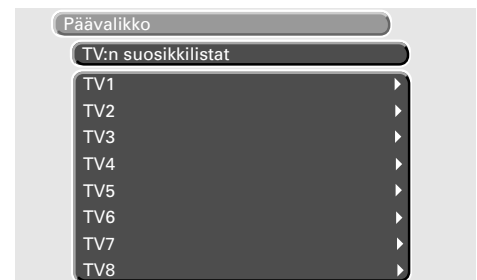 Päävalikko
TV:n suosikkilistat
TV1
TV2
TV3
TV4
TV5
TV6
TV7
TV8